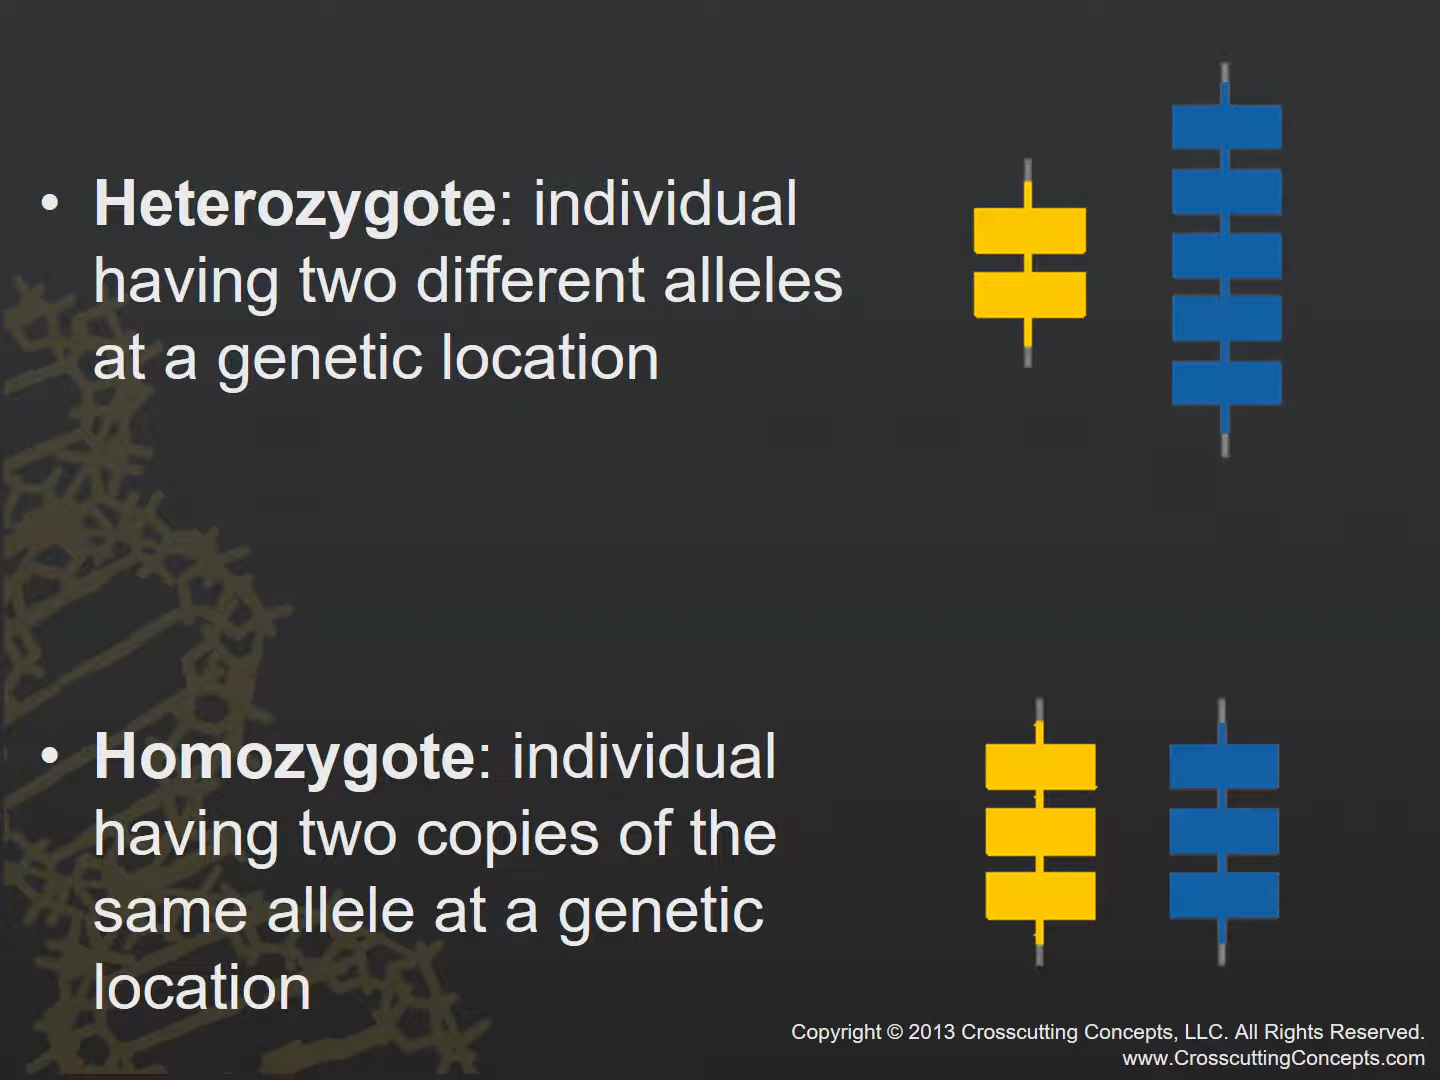 • Heterozygote: individual
having two different alleles
at a genetic location
• Homozygote: individual
having two copies of the
same allele at a genetic
location
Copyright © 2013 Crosscutting Concepts, LLC. All Rights Reserved.
www.CrosscuttingConcepts.com